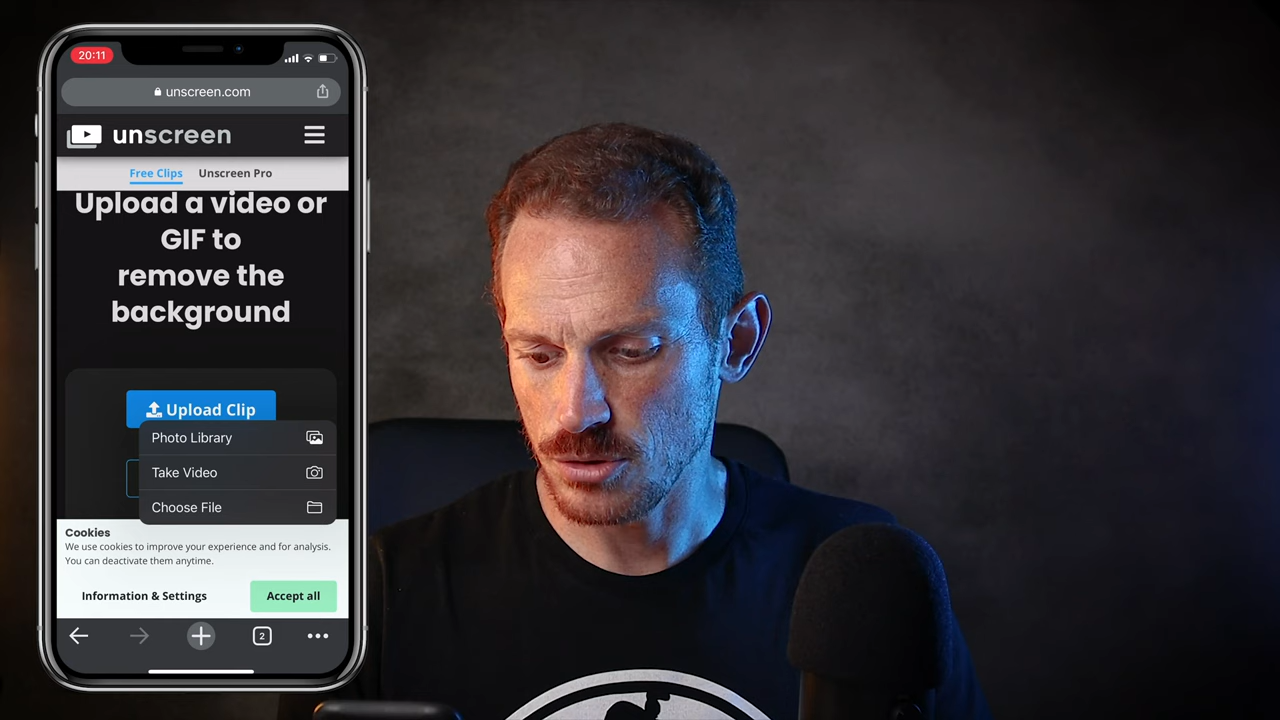 20:11
unscreen.com
unscreen
Free Clips Unscreen Pro
Upload a video or
GIF to
remove the
background
Upload Clip
Photo Library
Take Video
Choose File
Cookies
We use cookies to improve your experience and for analysis.
You can deactivate them anytime.
Information & Settings Accept all
2